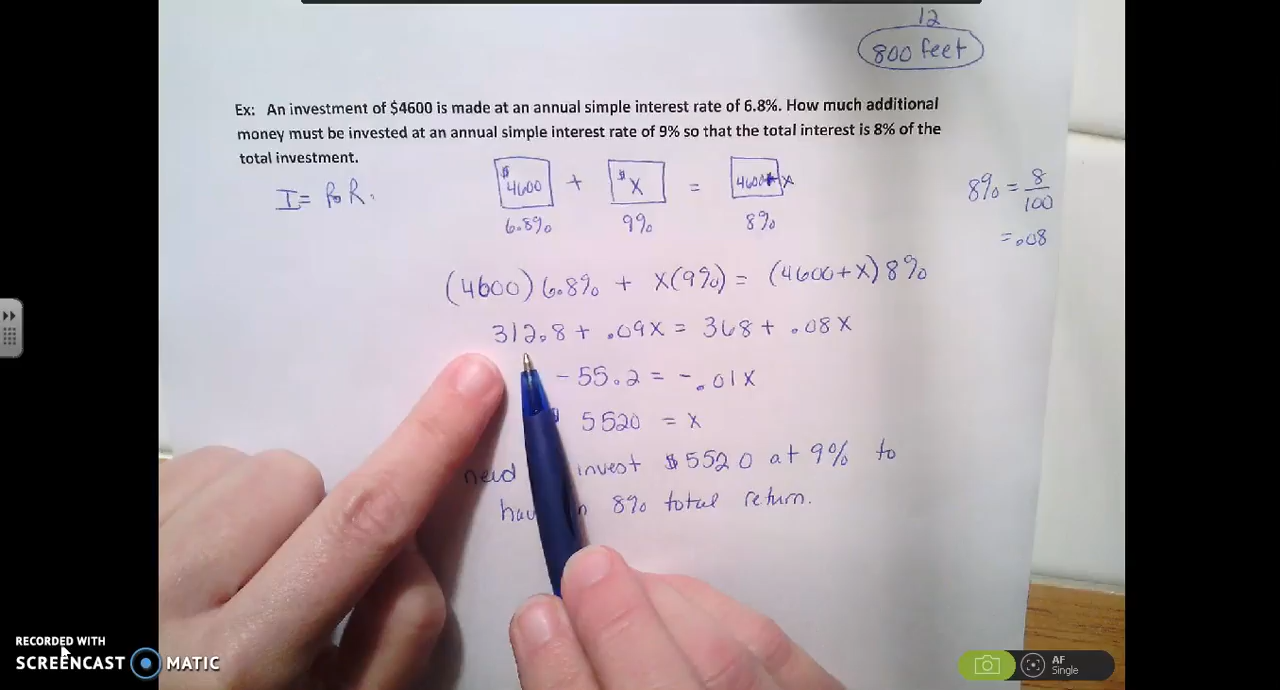 12
800 feet
Ex: An investment of $4600 is made at an annual simple interest rate of 6.8%. How much additional
money must be invested at an annual simple interest rate of 9% so that the total interest is 8% of the
total investment.
I = P∘R.
$4600 + $X = 4600+X
6.8% 9% 8%
8% = 8/100
= .08
(4600) 6.8% + X(9%) = (4600+X) 8%
312.8 + .09X = 368 + .08X
-55.2 = -.01X
5520 = X
need invest $5520 at 9% to
8% total return.
RECORDED WITH
SCREENCAST MATIC
AF
Single